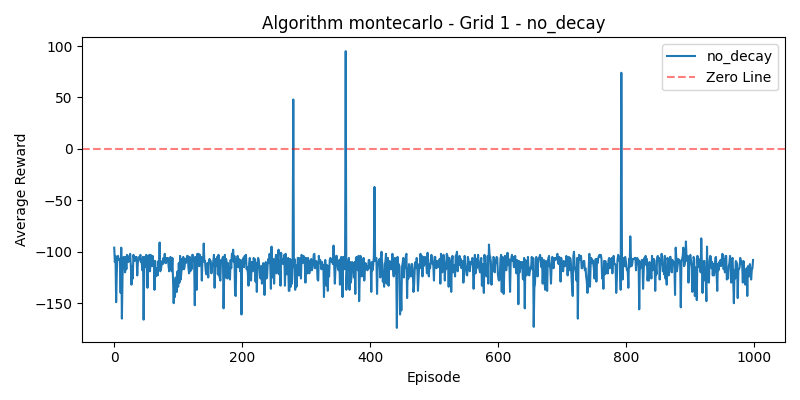 Algorithm montecarlo - Grid 1 - no_decay
100
50
0
−50
−100
−150
Average Reward
no_decay
Zero Line
0
200
400
600
800
1000
Episode